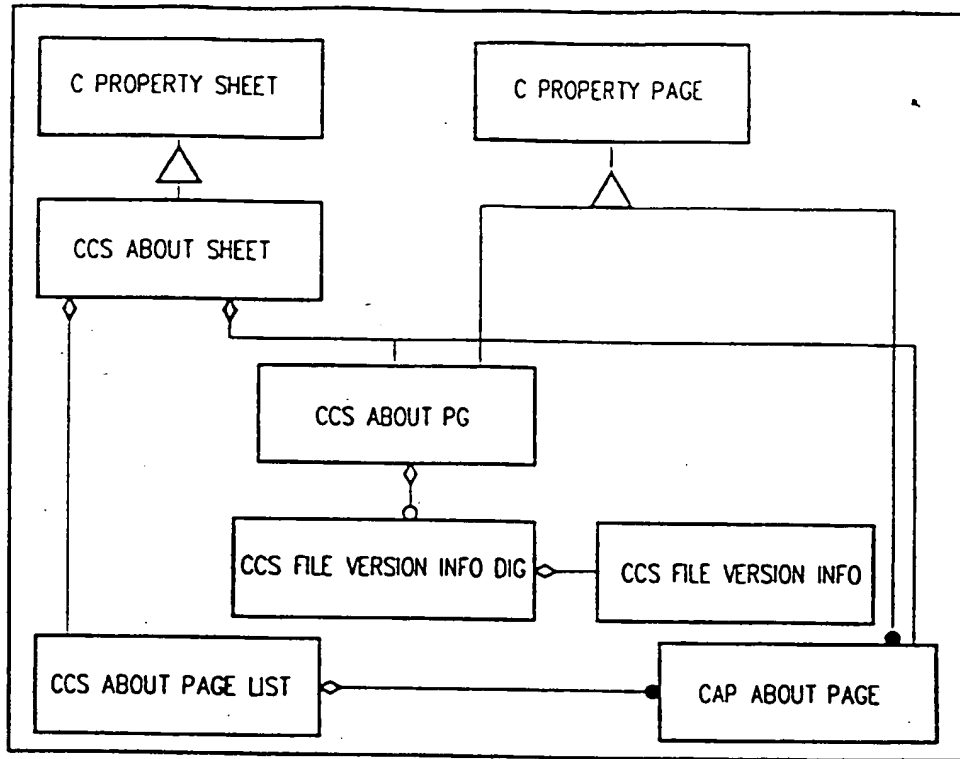 C PROPERTY SHEET
C PROPERTY PAGE
CCS ABOUT SHEET
CCS ABOUT PG
CCS FILE VERSION INFO DIG
CCS FILE VERSION INFO
CCS ABOUT PAGE LIST
CAP ABOUT PAGE